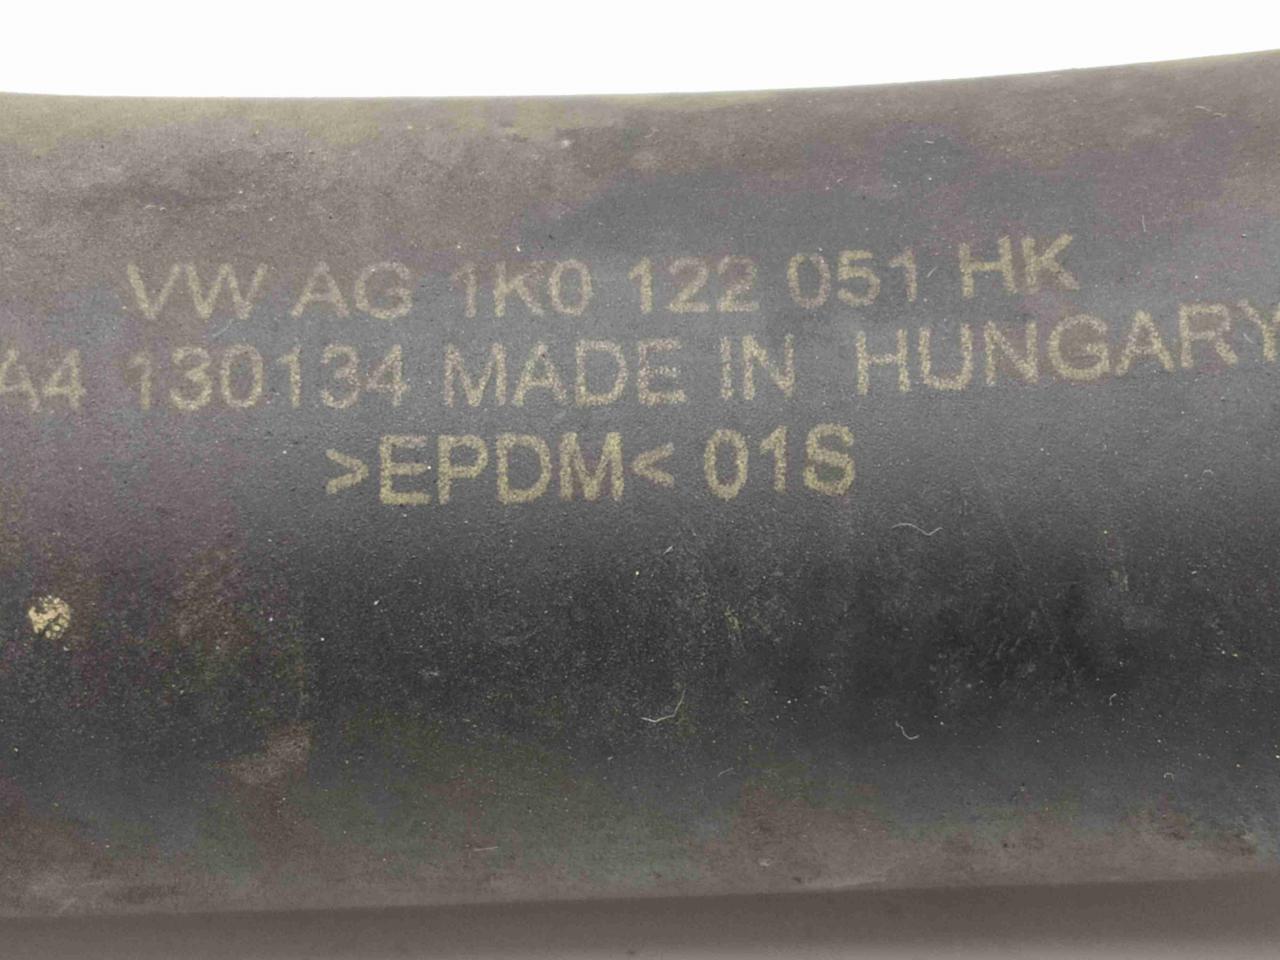 VW AG 1K0 122 051 HK
A4 130134 MADE IN HUNGARY
>EPDM< 01S